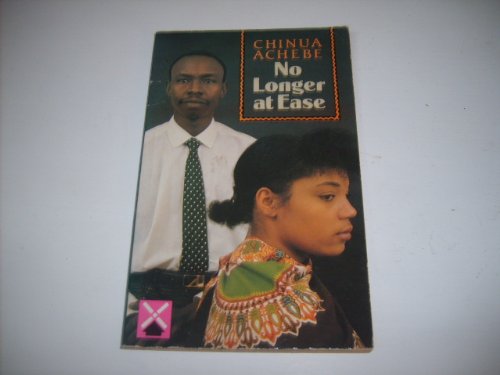 CHINUA
ACHEBE
No
Longer
at Ease